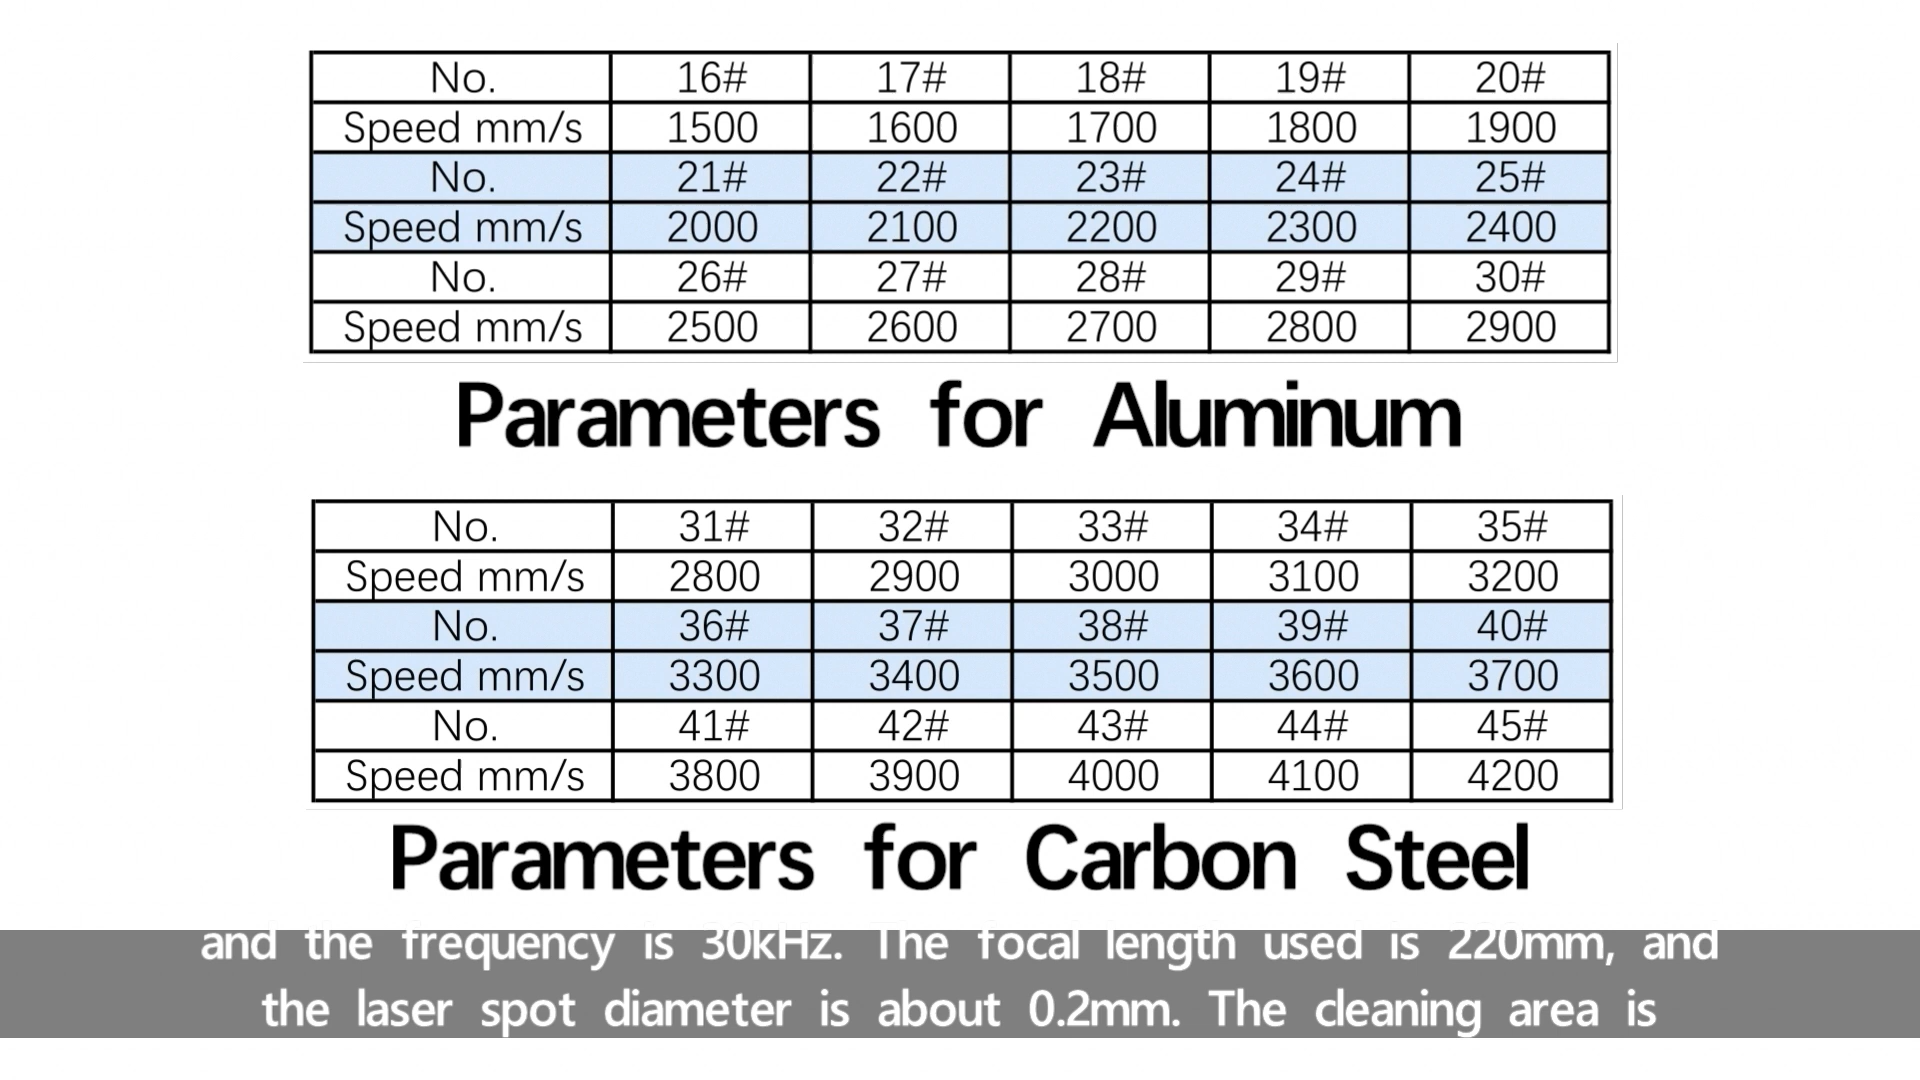 No. 16# 17# 18# 19# 20#
Speed mm/s 1500 1600 1700 1800 1900
No. 21# 22# 23# 24# 25#
Speed mm/s 2000 2100 2200 2300 2400
No. 26# 27# 28# 29# 30#
Speed mm/s 2500 2600 2700 2800 2900
Parameters for Aluminum
No. 31# 32# 33# 34# 35#
Speed mm/s 2800 2900 3000 3100 3200
No. 36# 37# 38# 39# 40#
Speed mm/s 3300 3400 3500 3600 3700
No. 41# 42# 43# 44# 45#
Speed mm/s 3800 3900 4000 4100 4200
Parameters for Carbon Steel
and the frequency is 30kHz. The focal length used is 220mm, and
the laser spot diameter is about 0.2mm. The cleaning area is